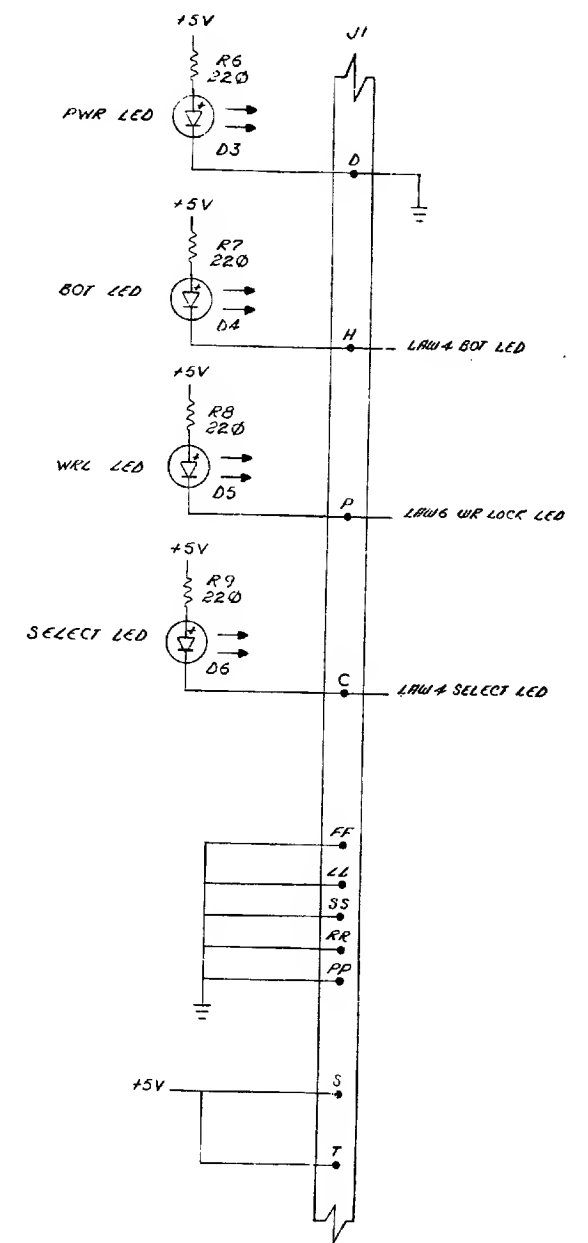 +5V
J1
R6
22Ø
PWR LED
D3
D
+5V
R7
22Ø
BOT LED
D4
H
LAW4 BOT LED
+5V
R8
22Ø
WRL LED
D5
P
LAW6 WR LOCK LED
+5V
R9
22Ø
SELECT LED
D6
C
LAW4 SELECT LED
FF
LL
SS
RR
PP
+5V
S
T